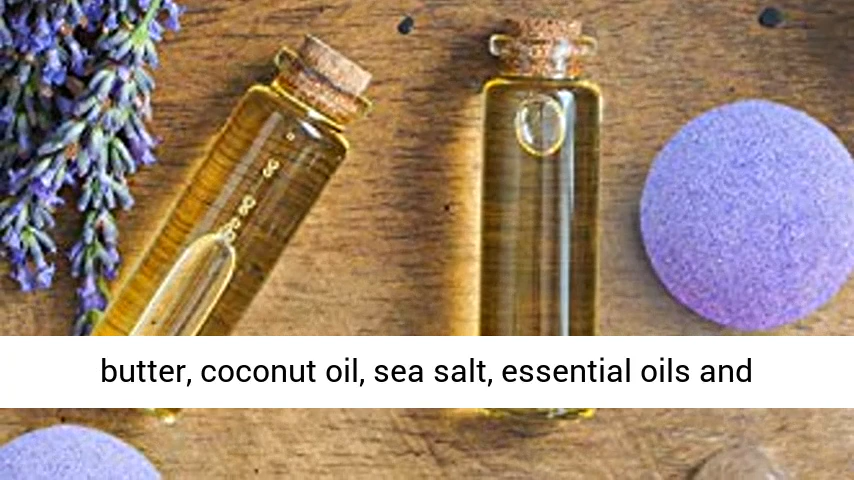 butter, coconut oil, sea salt, essential oils and